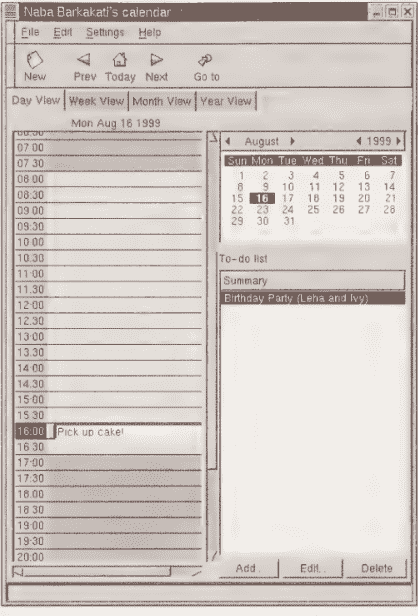 Naba Barkakati's calendar
File Edit Settings Help
New Prev Today Next Go to
Day View Week View Month View Year View
Mon Aug 16 1999
07 00
07 30
08 00
08.30
09 00
09.30
10 00
10.30
11-00
11.30
12-00
12.30
13-00
13.30
14-00
14.30
15-00
15 30
16.00 Pick up cake!
16 30
17-00
17-30
18.00
18 30
19-00
19-30
20:00
August 1999
Sun Mon Tue Wed Thu Fri Sat
1 2 3 4 5 6 7
8 9 10 11 12 13 14
15 16 17 18 19 20 21
22 23 24 25 26 27 28
29 30 31
To-do list
Summary
Birthday Party (Leha and Ivy)
Add.. Edit.. Delete